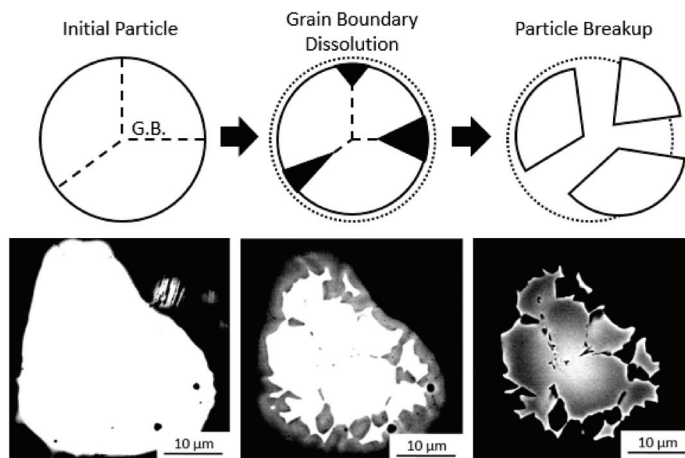 Initial Particle
Grain Boundary
Dissolution
Particle Breakup
G.B.
10 μm
10 μm
10 μm